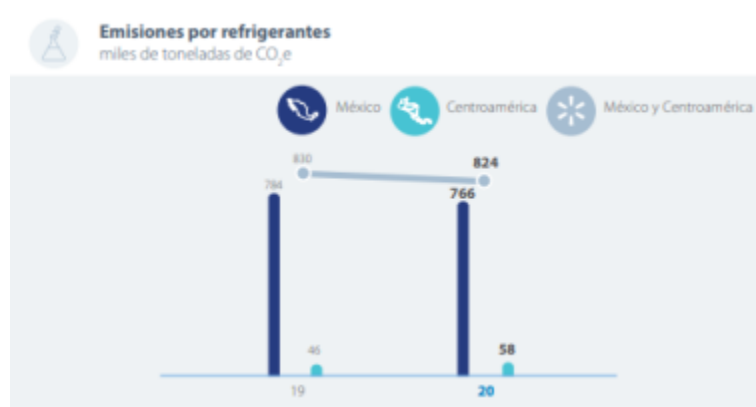 Emisiones por refrigerantes
miles de toneladas de CO₂e
México
Centroamérica
México y Centroamérica
830
824
784
766
46
58
19
20